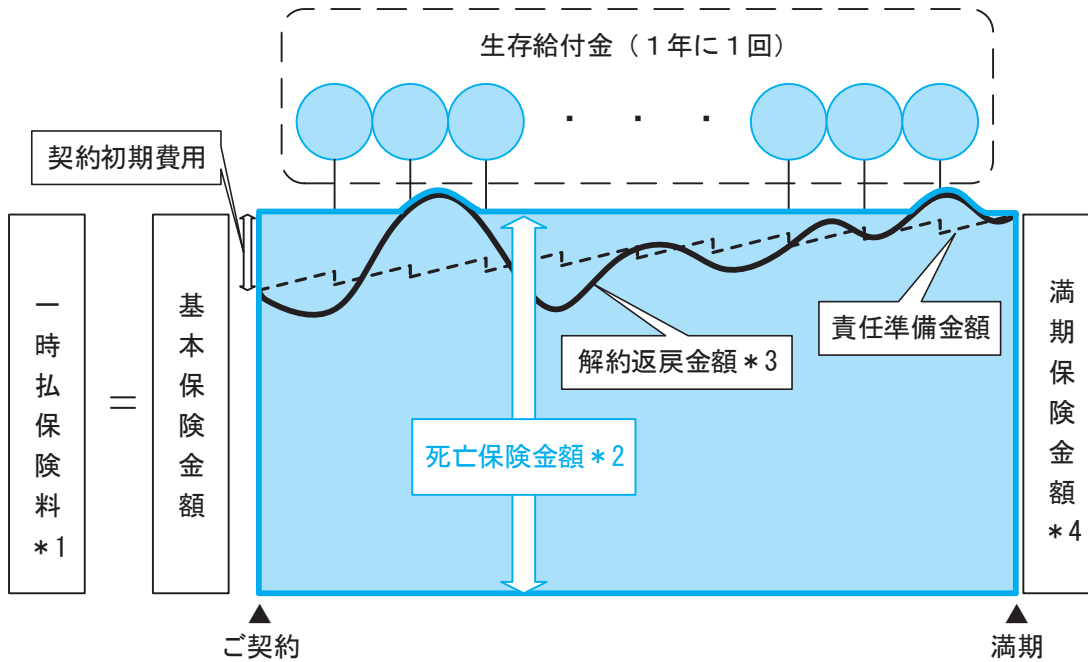 生存給付金（１年に１回）
・ ・ ・
契約初期費用
一時払保険料＊1
＝
基本保険金額
責任準備金額
解約返戻金額＊3
死亡保険金額＊2
満期保険金額＊4
▲ ▲
ご契約 満期